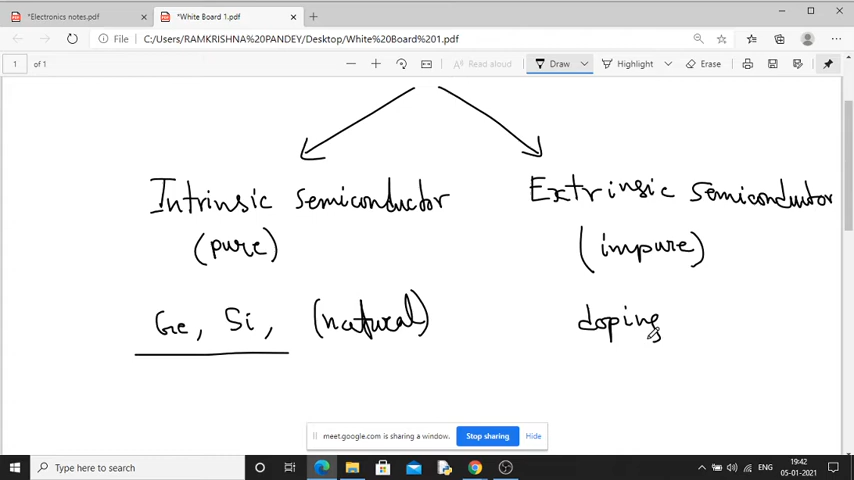 *Electronics notes.pdf
*White Board 1.pdf
File C:/Users/RAMKRISHNA%20PANDEY/Desktop/White%20Board%201.pdf
1 of 1 Read aloud Draw Highlight Erase
Intrinsic semiconductor Extrinsic semiconductor
(pure) (impure)
Ge, Si, (natural) doping
meet.google.com is sharing a window. Stop sharing Hide
Type here to search
ENG
19:42
05-01-2021